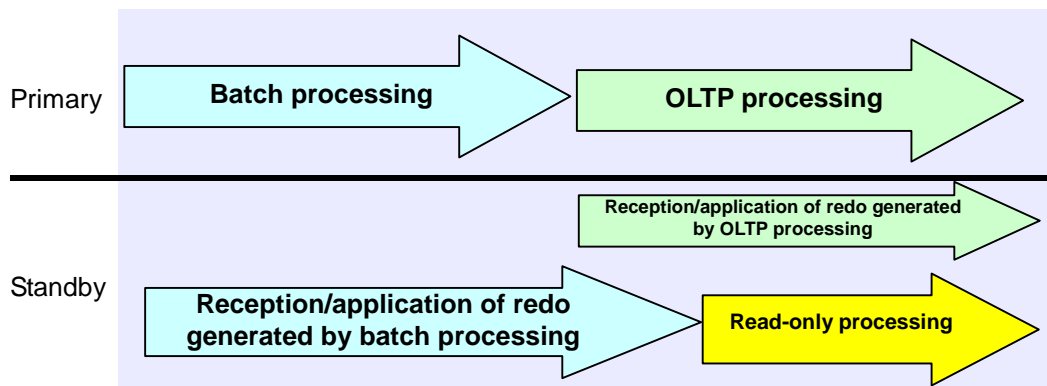 Primary
Batch processing
OLTP processing
Standby
Reception/application of redo generated
by OLTP processing
Reception/application of redo
generated by batch processing
Read-only processing